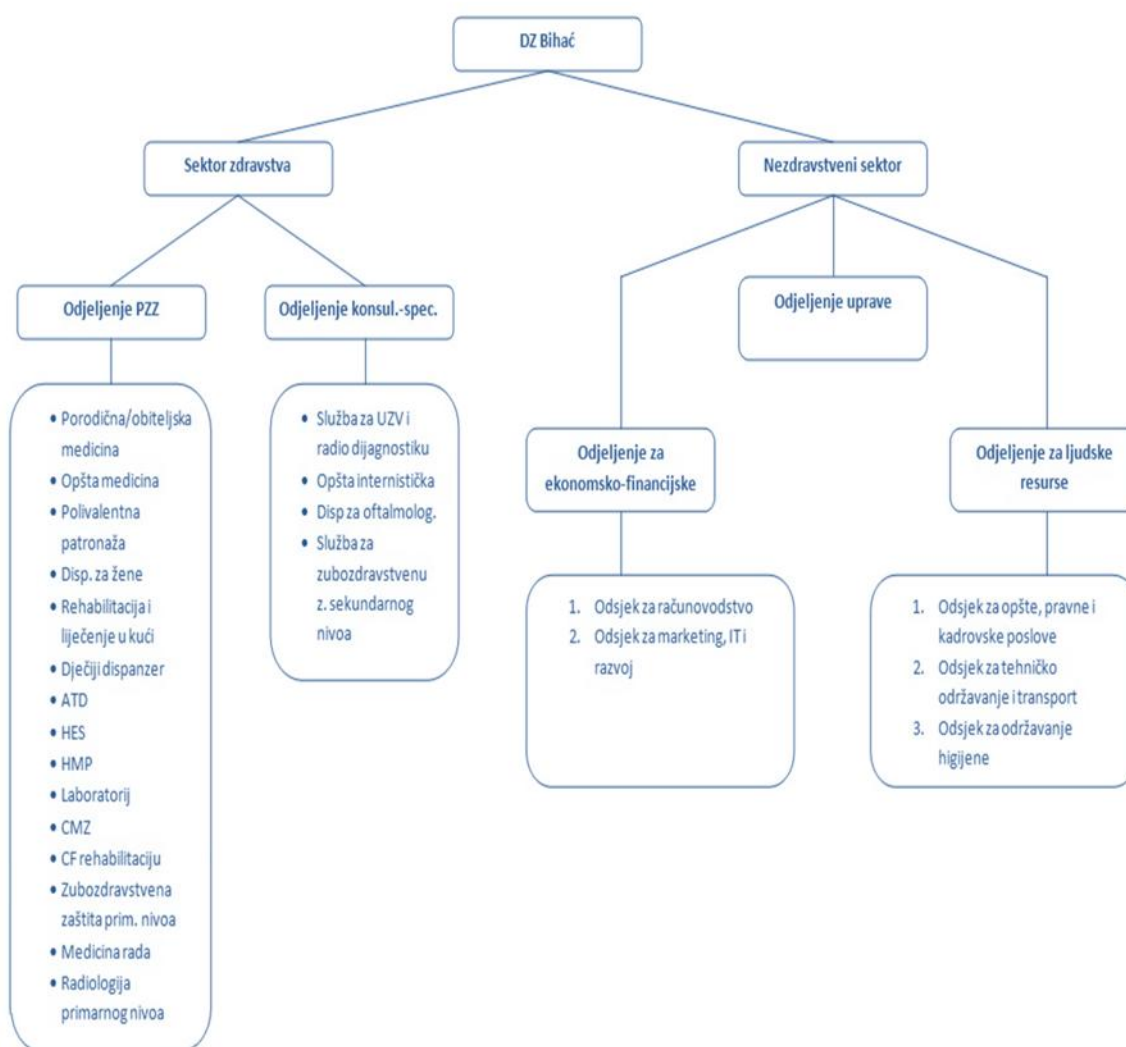 DZ Bihać
Sektor zdravstva
Nezdravstveni sektor
Odjeljenje PZZ
Odjeljenje konsul.-spec.
Odjeljenje uprave
• Porodična/obiteljska
medicina
• Opšta medicina
• Polivalentna
patronaža
• Disp. za žene
• Rehabilitacija i
liječenje u kući
• Dječiji dispanzer
• ATD
• HES
• HMP
• Laboratorij
• CMZ
• CF rehabilitaciju
• Zubozdravstvena
zaštita prim. nivoa
• Medicina rada
• Radiologija
primarnog nivoa
• Služba za UZV i
radio dijagnostiku
• Opšta internistička
• Disp za oftalmolog.
• Služba za
zubozdravstvenu
z. sekundarnog
nivoa
Odjeljenje za
ekonomsko-financijske
Odjeljenje za ljudske
resurse
1. Odsjek za računovodstvo
2. Odsjek za marketing, IT i
razvoj
1. Odsjek za opšte, pravne i
kadrovske poslove
2. Odsjek za tehničko
održavanje i transport
3. Odsjek za održavanje
higijene